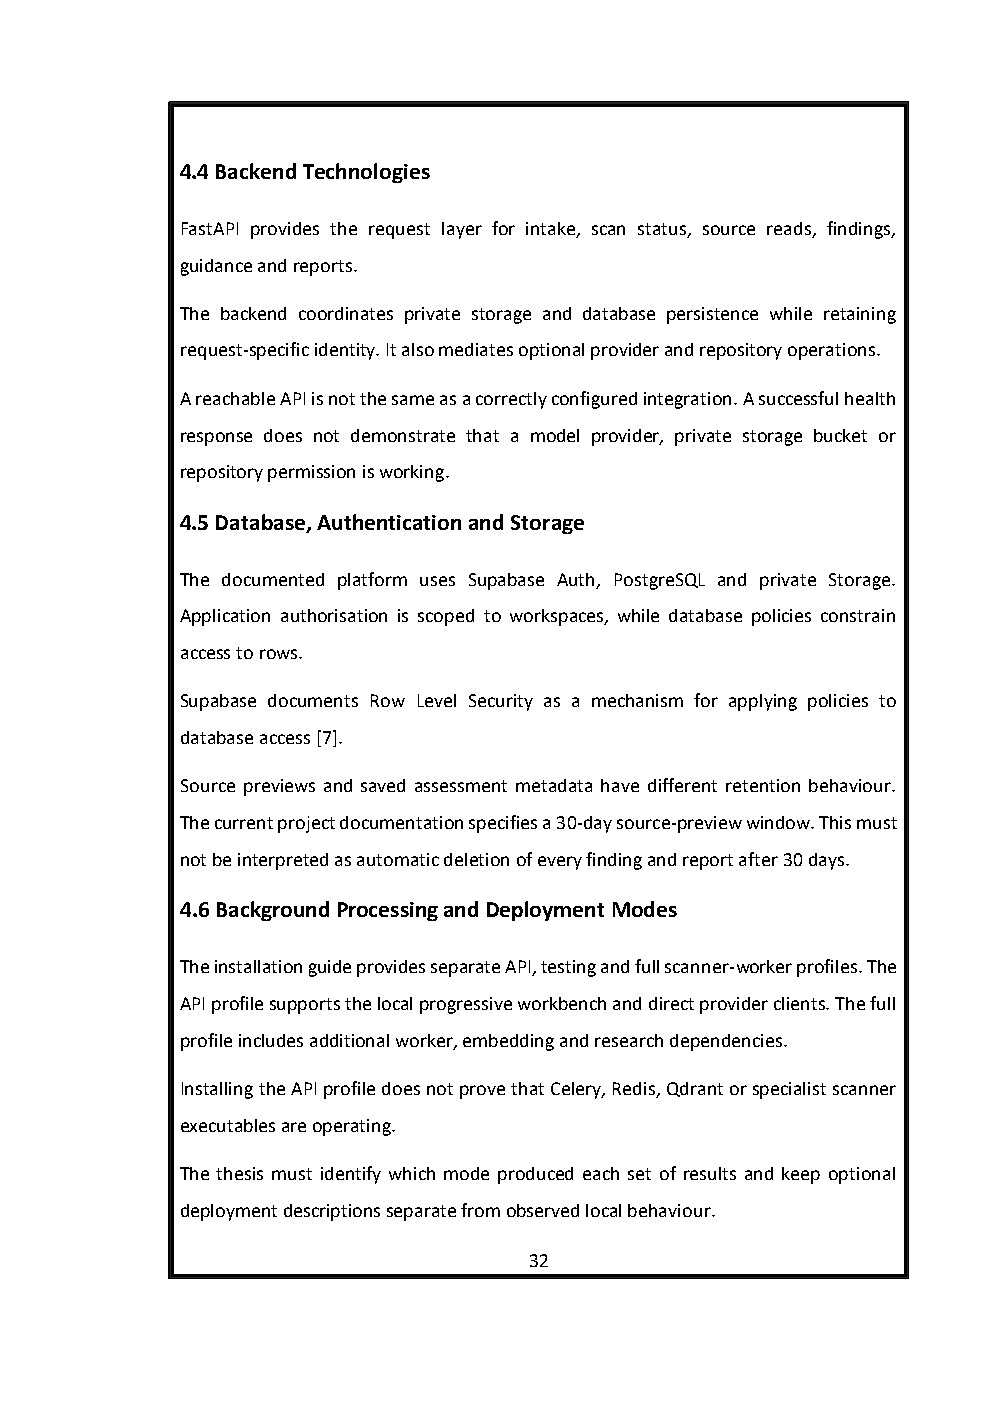 4.4 Backend Technologies
FastAPI provides the request layer for intake, scan status, source reads, findings,
guidance and reports.
The backend coordinates private storage and database persistence while retaining
request-specific identity. It also mediates optional provider and repository operations.
A reachable API is not the same as a correctly configured integration. A successful health
response does not demonstrate that a model provider, private storage bucket or
repository permission is working.
4.5 Database, Authentication and Storage
The documented platform uses Supabase Auth, PostgreSQL and private Storage.
Application authorisation is scoped to workspaces, while database policies constrain
access to rows.
Supabase documents Row Level Security as a mechanism for applying policies to
database access [7].
Source previews and saved assessment metadata have different retention behaviour.
The current project documentation specifies a 30-day source-preview window. This must
not be interpreted as automatic deletion of every finding and report after 30 days.
4.6 Background Processing and Deployment Modes
The installation guide provides separate API, testing and full scanner-worker profiles. The
API profile supports the local progressive workbench and direct provider clients. The full
profile includes additional worker, embedding and research dependencies.
Installing the API profile does not prove that Celery, Redis, Qdrant or specialist scanner
executables are operating.
The thesis must identify which mode produced each set of results and keep optional
deployment descriptions separate from observed local behaviour.
32